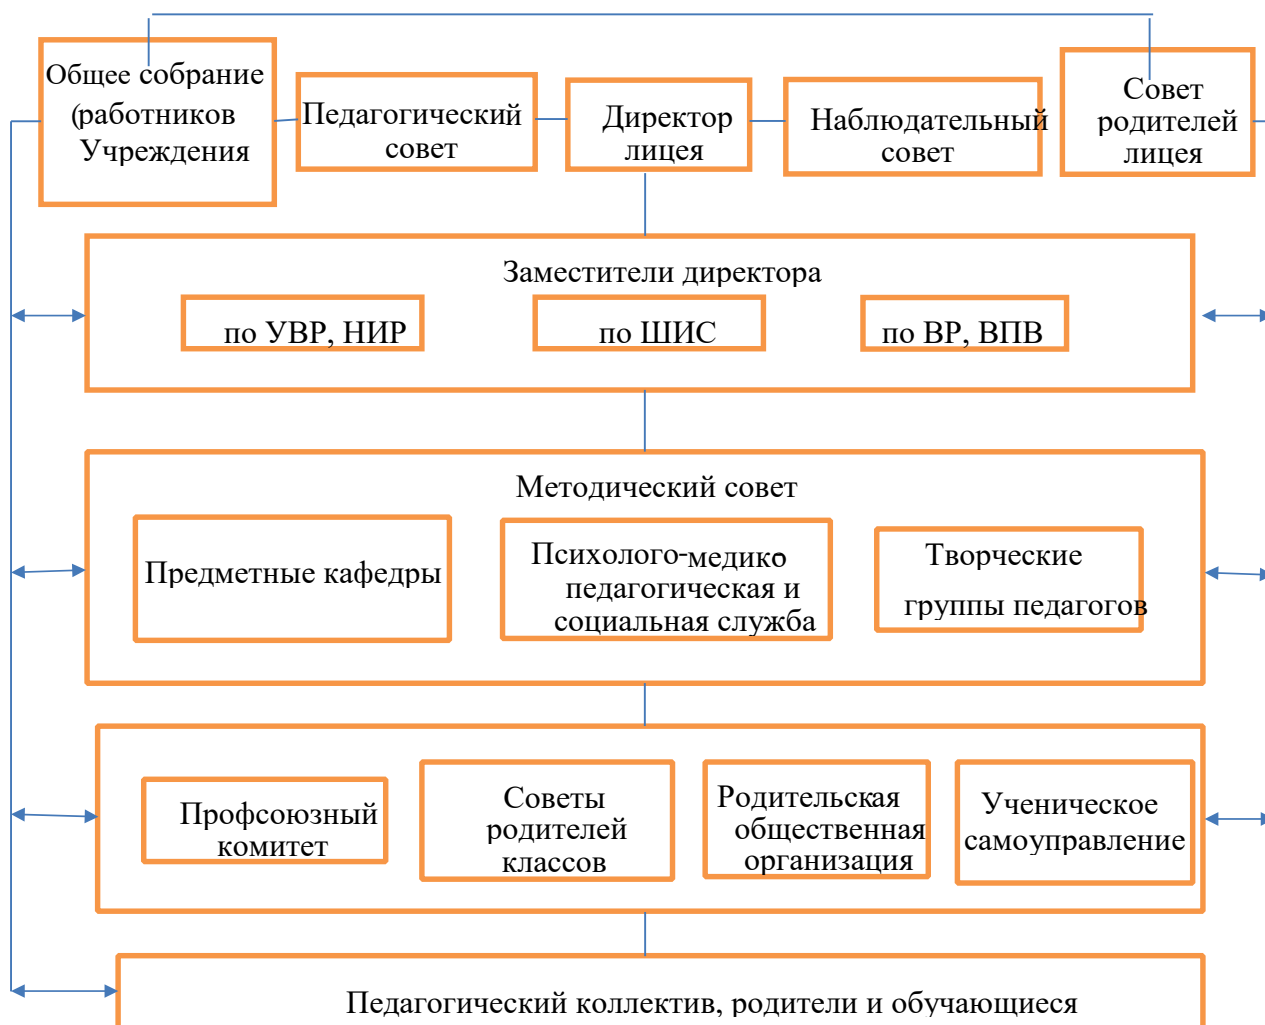 Общее собрание
(работников
Учреждения
Педагогический
совет
Директор
лицея
Наблюдательный
совет
Совет
родителей
лицея
Заместители директора
по УВР, НИР
по ШИС
по ВР, ВПВ
Методический совет
Предметные кафедры
Психолого-медико
педагогическая и
социальная служба
Творческие
группы педагогов
Профсоюзный
комитет
Советы
родителей
классов
Родительская
общественная
организация
Ученическое
самоуправление
Педагогический коллектив, родители и обучающиеся